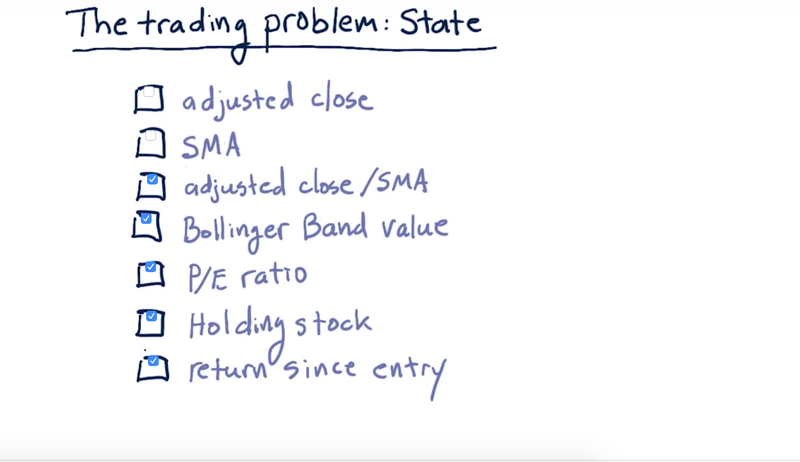 The trading problem: State
adjusted close
SMA
adjusted close/SMA
Bollinger Band value
P/E ratio
Holding stock
return since entry